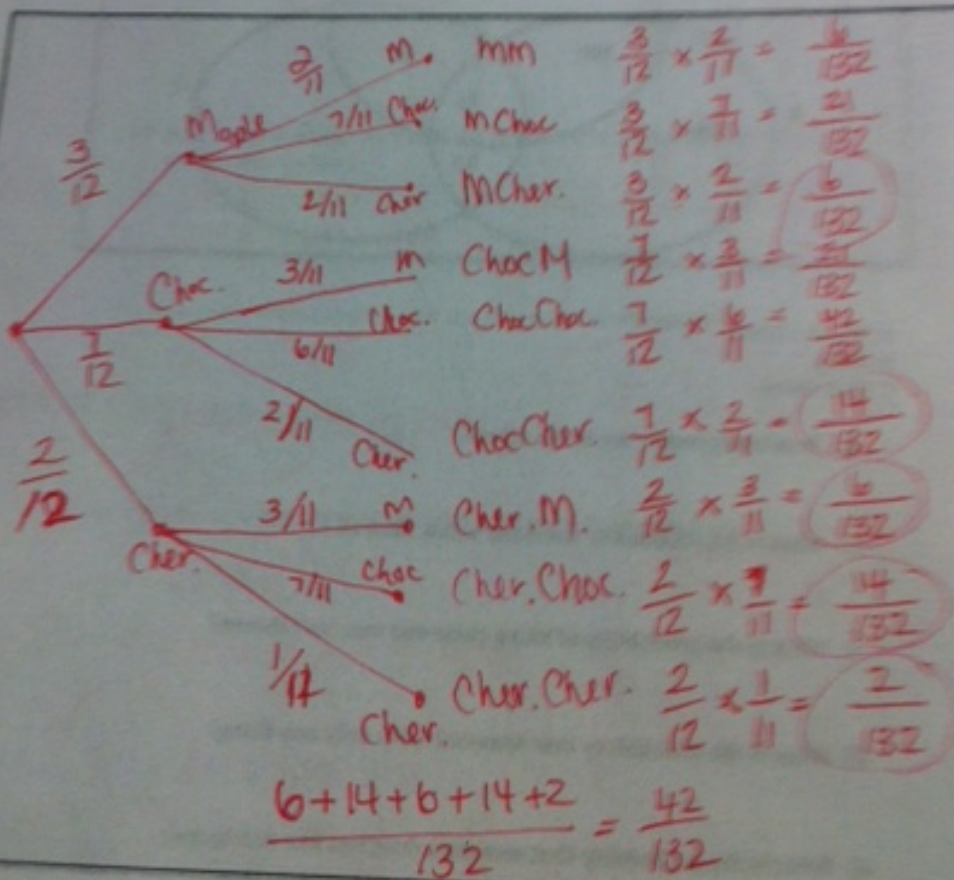 2/11 M. MM 3/12 × 2/11 = 6/132
Maple 7/11 Choc. MChoc 3/12 × 7/11 = 21/132
3/12 2/11 Cher MCher. 3/12 × 2/11 = 6/132
3/11 M ChocM 7/12 × 3/11 = 21/132
Choc. Choc. ChocChoc. 7/12 × 6/11 = 42/132
7/12 6/11
2/11 Cher. ChocCher. 7/12 × 2/11 = 14/132
2/12 3/11 M Cher.M. 2/12 × 3/11 = 6/132
Cher. 7/11 Choc Cher.Choc. 2/12 × 7/11 = 14/132
1/11 Cher. Cher.Cher. 2/12 × 1/11 = 2/132
6+14+6+14+2/132 = 42/132